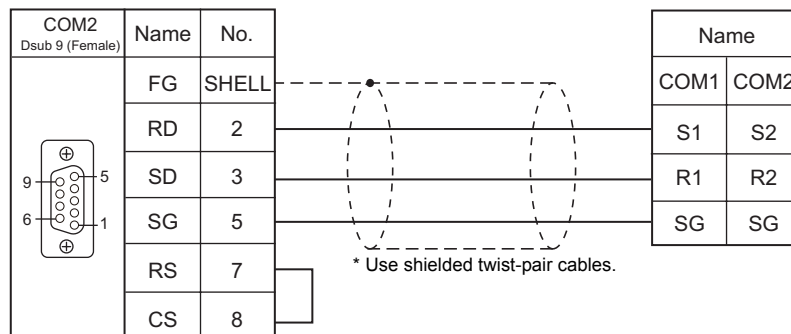 COM2
Dsub 9 (Female)
Name
No.
FG
SHELL
RD
2
SD
3
SG
5
RS
7
CS
8
9
5
6
1
* Use shielded twist-pair cables.
Name
COM1
COM2
S1
S2
R1
R2
SG
SG